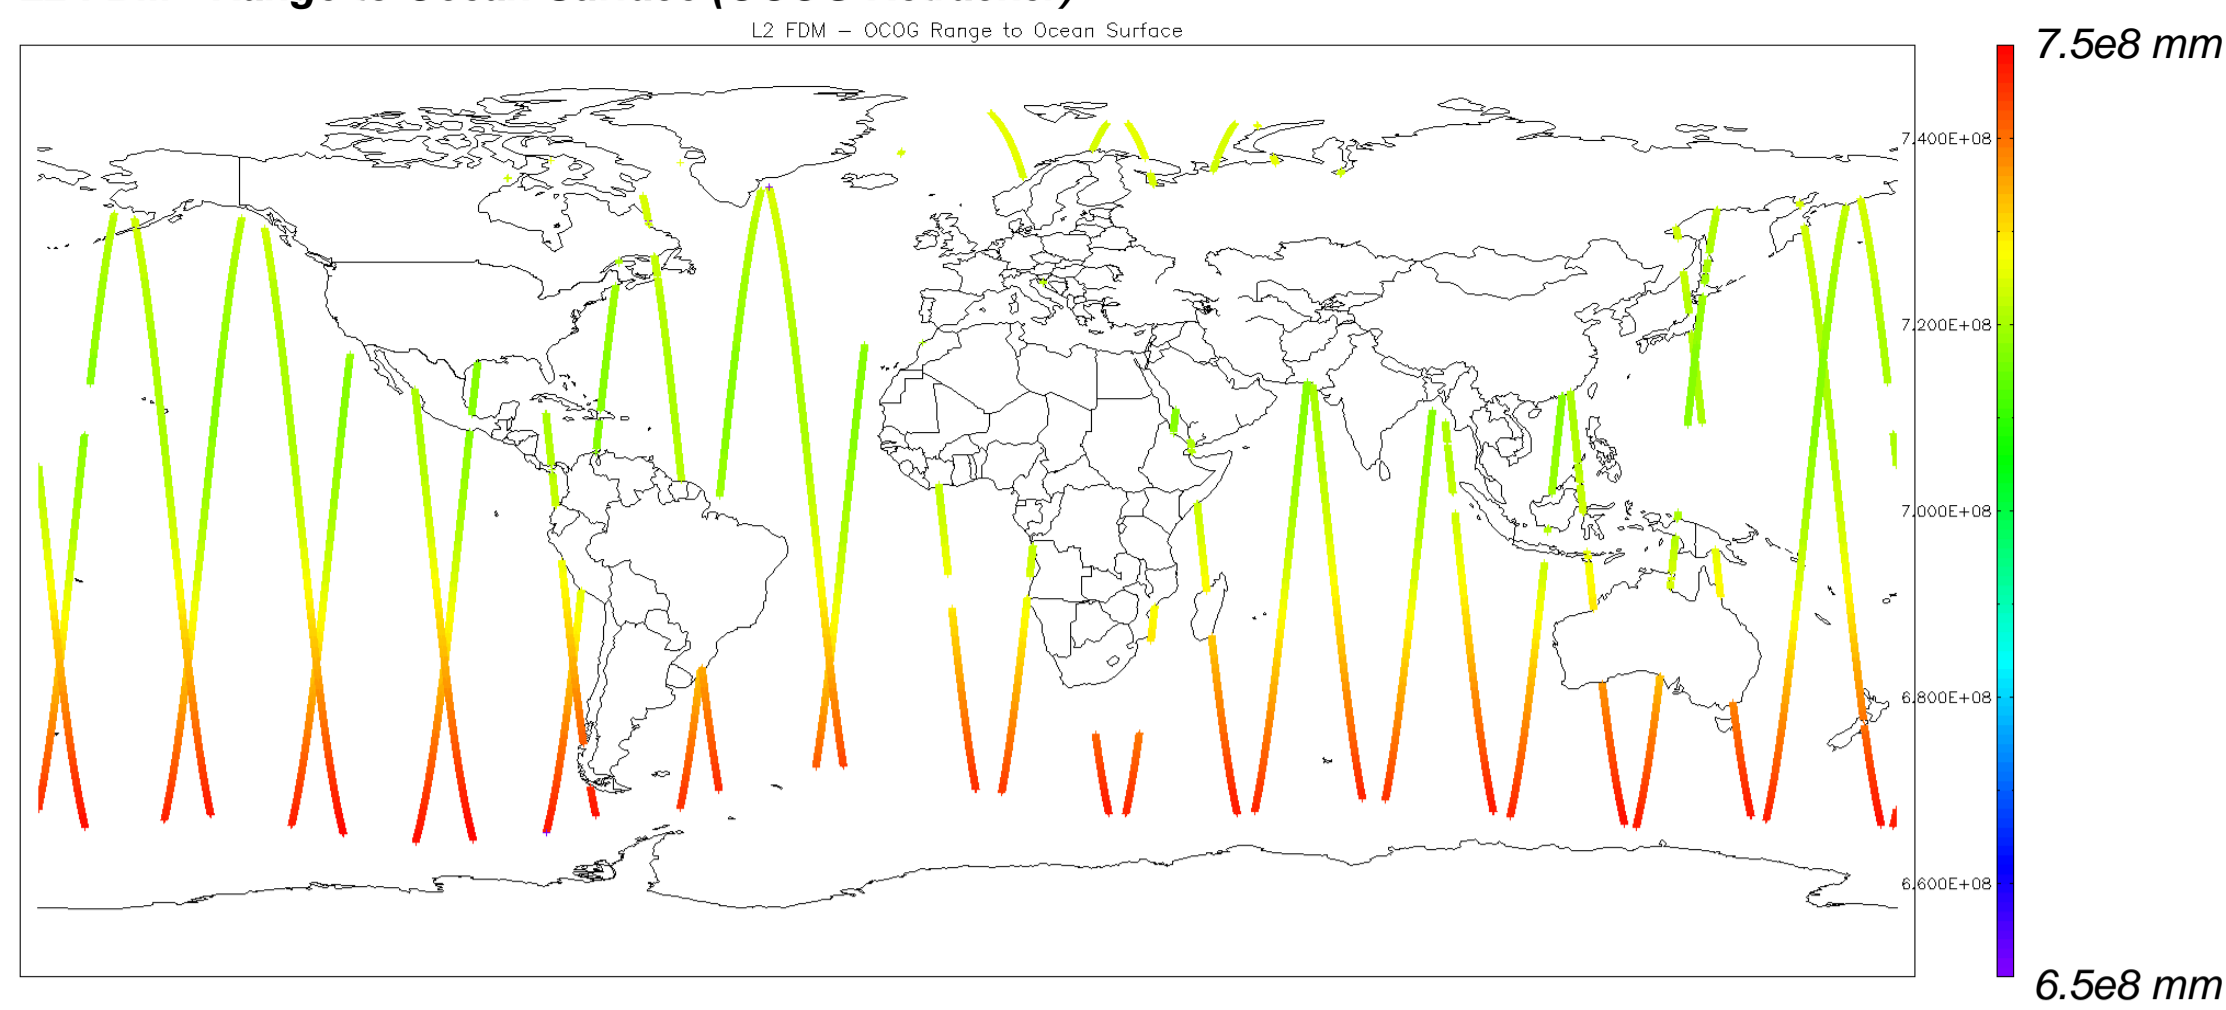 L2 FDM - OCOG Range to Ocean Surface
7.5e8 mm
7.400E+08
7.200E+08
7.000E+08
6.800E+08
6.600E+08
6.5e8 mm